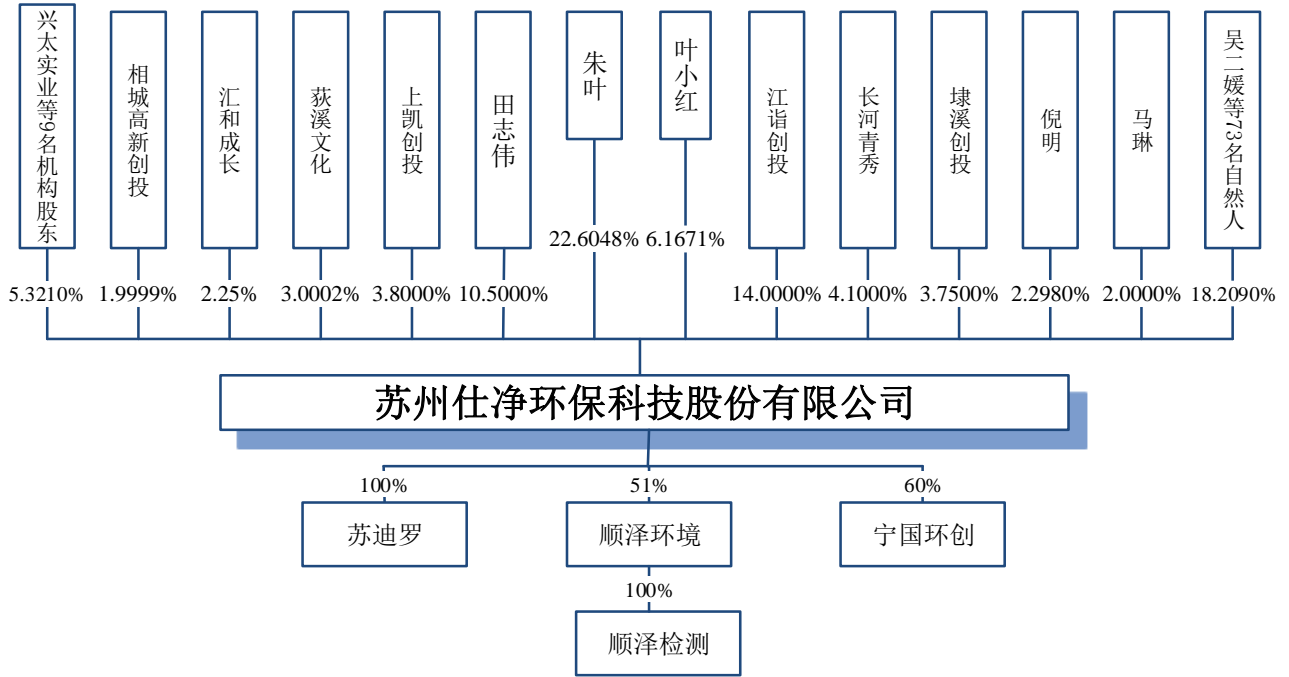 兴太实业等9名机构股东
相城高新创投
汇和成长
荻溪文化
上凯创投
田志伟
朱叶
叶小红
江诣创投
长河青秀
埭溪创投
倪明
马琳
吴二媛等73名自然人
22.6048%
6.1671%
5.3210%
1.9999%
2.25%
3.0002%
3.8000%
10.5000%
14.0000%
4.1000%
3.7500%
2.2980%
2.0000%
18.2090%
苏州仕净环保科技股份有限公司
100%
51%
60%
苏迪罗
顺泽环境
宁国环创
100%
顺泽检测